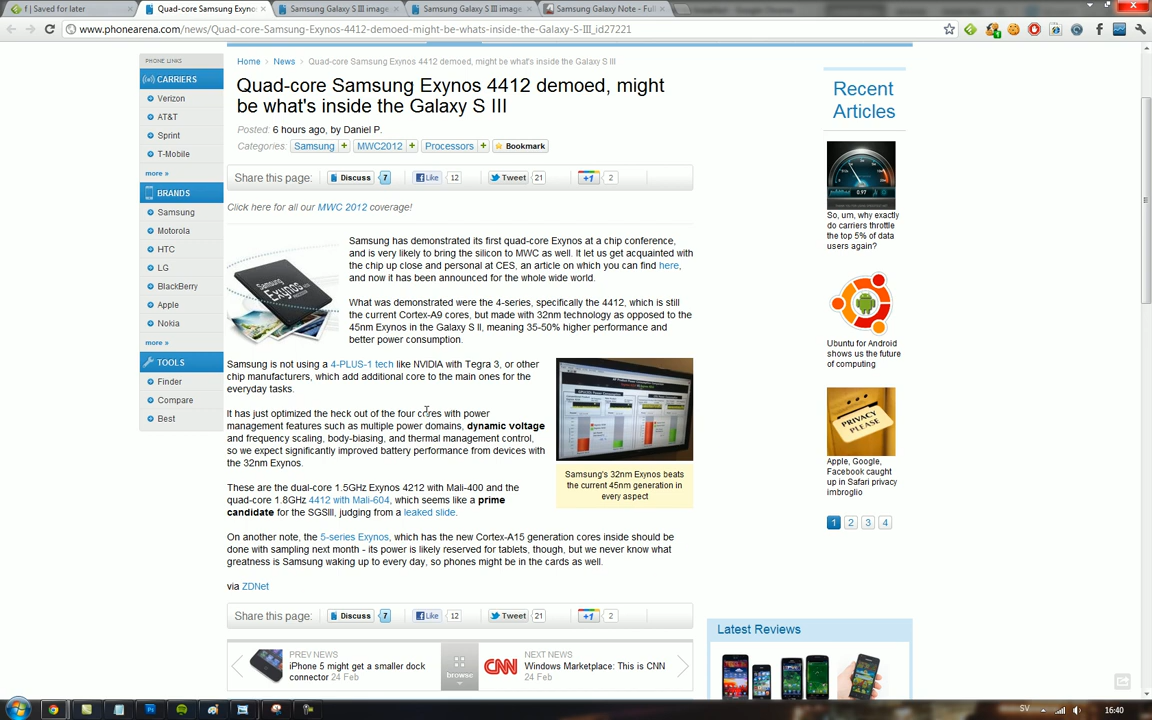 f | Saved for later
Quad-core Samsung Exyno
Samsung Galaxy S III image
Samsung Galaxy S III image
Samsung Galaxy Note - Full
www.phonearena.com/news/Quad-core-Samsung-Exynos-4412-demoed-might-be-whats-inside-the-Galaxy-S-III_id27221
PHONE LINKS
CARRIERS
Verizon
AT&T
Sprint
T-Mobile
more »
BRANDS
Samsung
Motorola
HTC
LG
BlackBerry
Apple
Nokia
more »
TOOLS
Finder
Compare
Best
Home > News > Quad-core Samsung Exynos 4412 demoed, might be what's inside the Galaxy S III
Quad-core Samsung Exynos 4412 demoed, might
be what's inside the Galaxy S III
Posted: 6 hours ago, by Daniel P.
Categories: Samsung + MWC2012 + Processors + Bookmark
Share this page: Discuss 7 Like 12 Tweet 21 +1 2
Click here for all our MWC 2012 coverage!
Samsung Exynos
Samsung has demonstrated its first quad-core Exynos at a chip conference,
and is very likely to bring the silicon to MWC as well. It let us get acquainted with
the chip up close and personal at CES, an article on which you can find here,
and now it has been announced for the whole wide world.
What was demonstrated were the 4-series, specifically the 4412, which is still
the current Cortex-A9 cores, but made with 32nm technology as opposed to the
45nm Exynos in the Galaxy S II, meaning 35-50% higher performance and
better power consumption.
Samsung is not using a 4-PLUS-1 tech like NVIDIA with Tegra 3, or other
chip manufacturers, which add additional core to the main ones for the
everyday tasks.
It has just optimized the heck out of the four cores with power
management features such as multiple power domains, dynamic voltage
and frequency scaling, body-biasing, and thermal management control,
so we expect significantly improved battery performance from devices with
the 32nm Exynos.
Samsung's 32nm Exynos beats
the current 45nm generation in
every aspect
These are the dual-core 1.5GHz Exynos 4212 with Mali-400 and the
quad-core 1.8GHz 4412 with Mali-604, which seems like a prime
candidate for the SGSIII, judging from a leaked slide.
On another note, the 5-series Exynos, which has the new Cortex-A15 generation cores inside should be
done with sampling next month - its power is likely reserved for tablets, though, but we never know what
greatness is Samsung waking up to every day, so phones might be in the cards as well.
via ZDNet
Share this page: Discuss 7 Like 12 Tweet 21 +1 2
PREV NEWS
iPhone 5 might get a smaller dock
connector 24 Feb
browse
CNN
NEXT NEWS
Windows Marketplace: This is CNN
24 Feb
Recent
Articles
0.97
So, um, why exactly
do carriers throttle
the top 5% of data
users again?
Ubuntu for Android
shows us the future
of computing
PRIVACY
PLEASE
Apple, Google,
Facebook caught
up in Safari privacy
imbroglio
1 2 3 4
Latest Reviews
SV
16:40